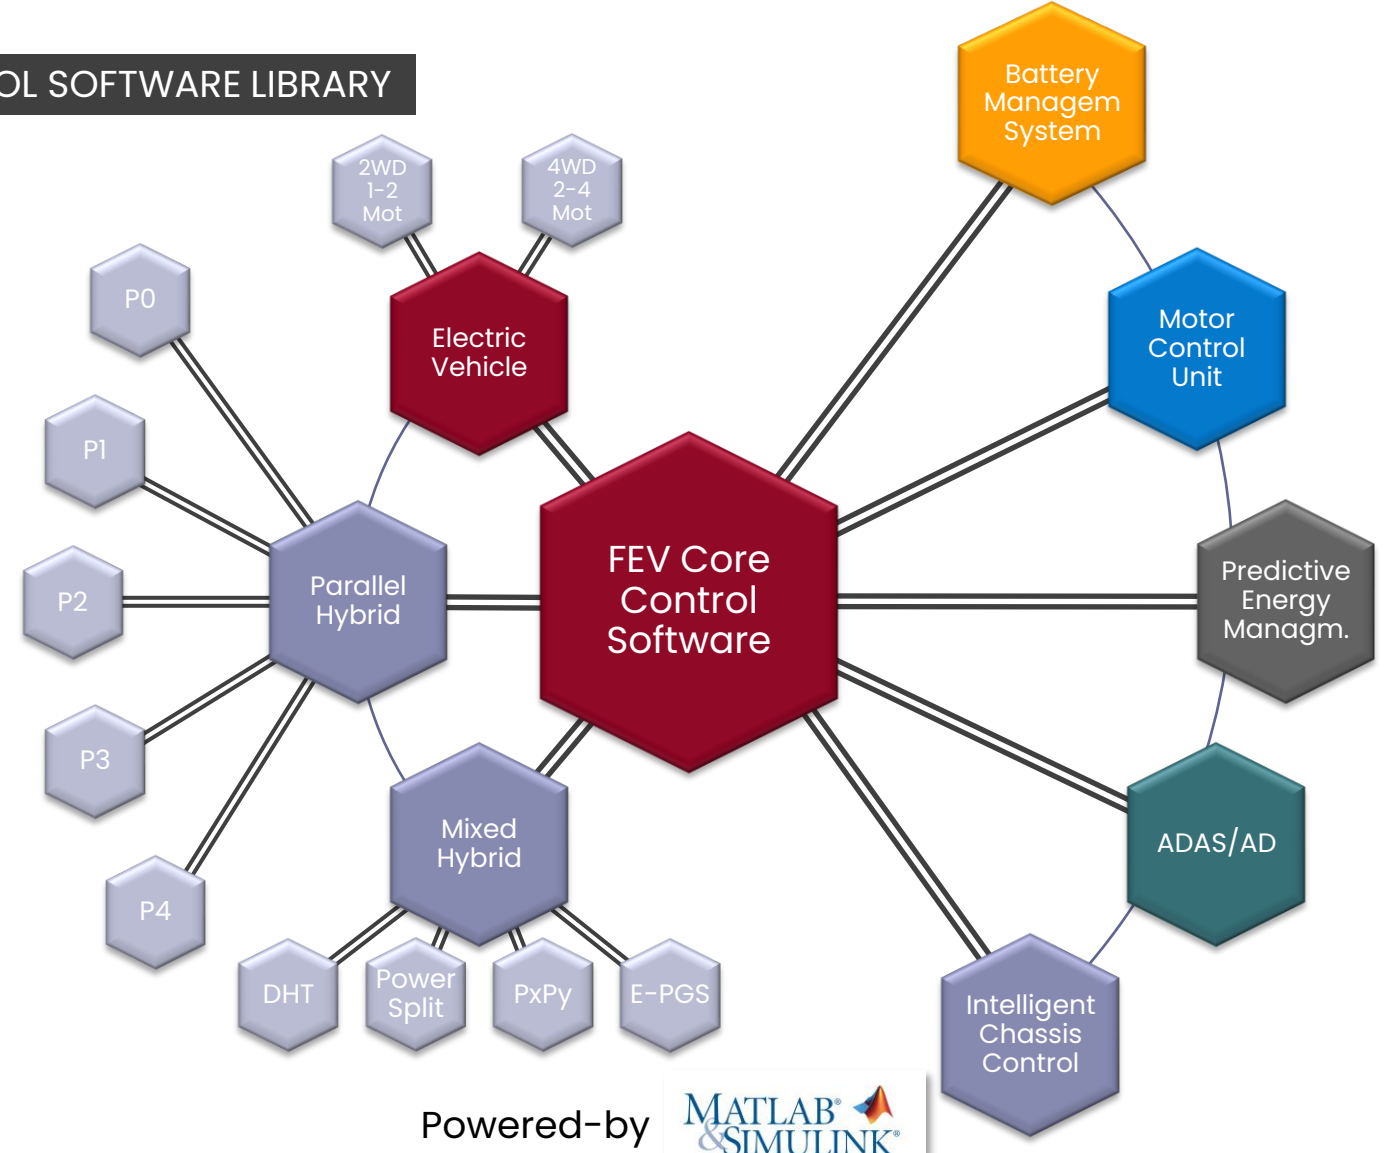 OL SOFTWARE LIBRARY
Battery
Managem
System
2WD
1-2
Mot
4WD
2-4
Mot
P0
Electric
Vehicle
Motor
Control
Unit
P1
Parallel
Hybrid
FEV Core
Control
Software
Predictive
Energy
Managm.
P2
P3
Mixed
Hybrid
ADAS/AD
P4
DHT
Power
Split
PxPy
E-PGS
Intelligent
Chassis
Control
Powered-by
MATLAB®
&SIMULINK®